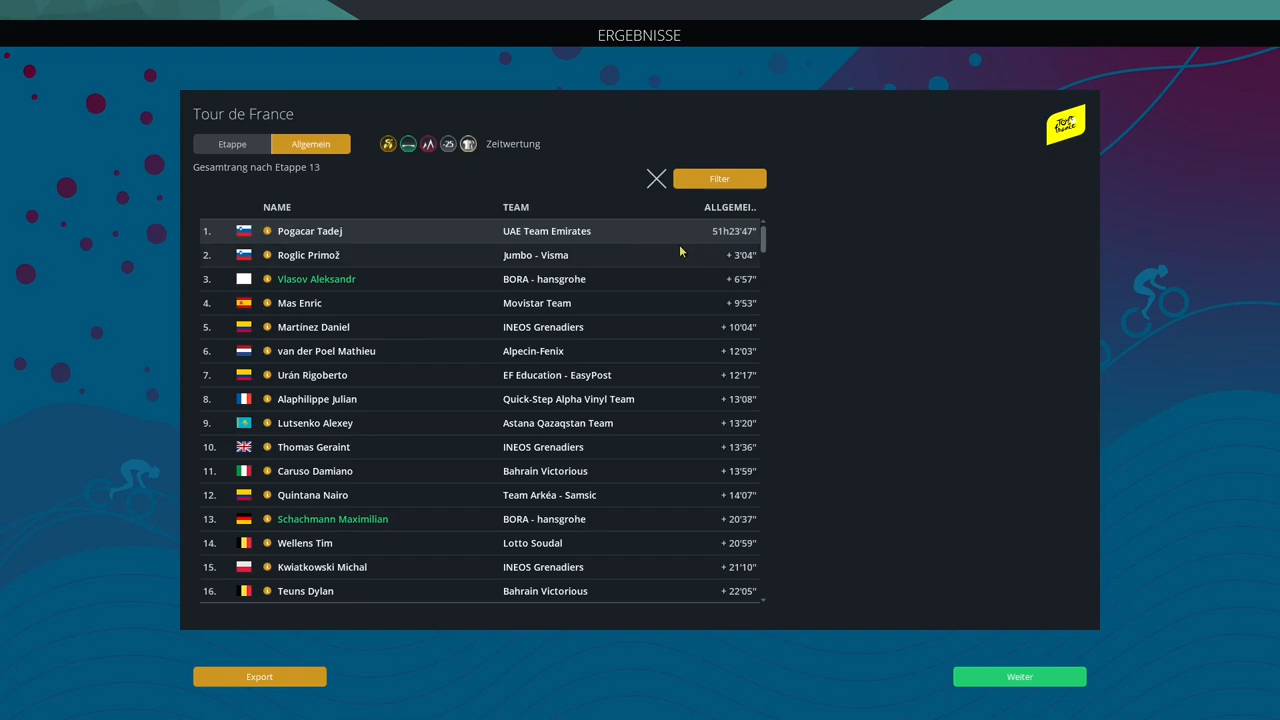 ERGEBNISSE
Tour de France
Etappe Allgemein -25 Zeitwertung
Gesamtrang nach Etappe 13
Filter
NAME TEAM ALLGEMEI..
1. Pogacar Tadej UAE Team Emirates 51h23'47''
2. Roglic Primož Jumbo - Visma + 3'04''
3. Vlasov Aleksandr BORA - hansgrohe + 6'57''
4. Mas Enric Movistar Team + 9'53''
5. Martínez Daniel INEOS Grenadiers + 10'04''
6. van der Poel Mathieu Alpecin-Fenix + 12'03''
7. Urán Rigoberto EF Education - EasyPost + 12'17''
8. Alaphilippe Julian Quick-Step Alpha Vinyl Team + 13'08''
9. Lutsenko Alexey Astana Qazaqstan Team + 13'20''
10. Thomas Geraint INEOS Grenadiers + 13'36''
11. Caruso Damiano Bahrain Victorious + 13'59''
12. Quintana Nairo Team Arkéa - Samsic + 14'07''
13. Schachmann Maximilian BORA - hansgrohe + 20'37''
14. Wellens Tim Lotto Soudal + 20'59''
15. Kwiatkowski Michal INEOS Grenadiers + 21'10''
16. Teuns Dylan Bahrain Victorious + 22'05''
Export Weiter